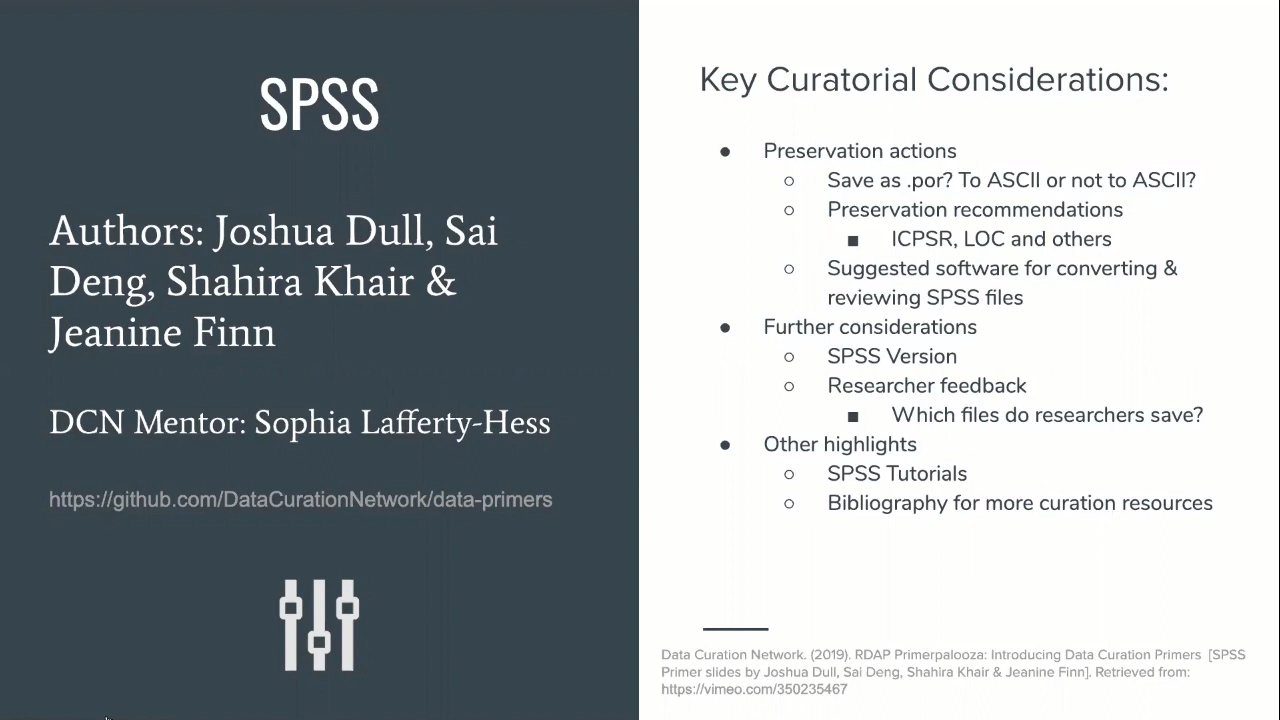 SPSS
Authors: Joshua Dull, Sai
Deng, Shahira Khair &
Jeanine Finn
DCN Mentor: Sophia Lafferty-Hess
https://github.com/DataCurationNetwork/data-primers
Key Curatorial Considerations:
● Preservation actions
○ Save as .por? To ASCII or not to ASCII?
○ Preservation recommendations
■ ICPSR, LOC and others
○ Suggested software for converting &
reviewing SPSS files
● Further considerations
○ SPSS Version
○ Researcher feedback
■ Which files do researchers save?
● Other highlights
○ SPSS Tutorials
○ Bibliography for more curation resources
Data Curation Network. (2019). RDAP Primerpalooza: Introducing Data Curation Primers [SPSS
Primer slides by Joshua Dull, Sai Deng, Shahira Khair & Jeanine Finn]. Retrieved from:
https://vimeo.com/350235467